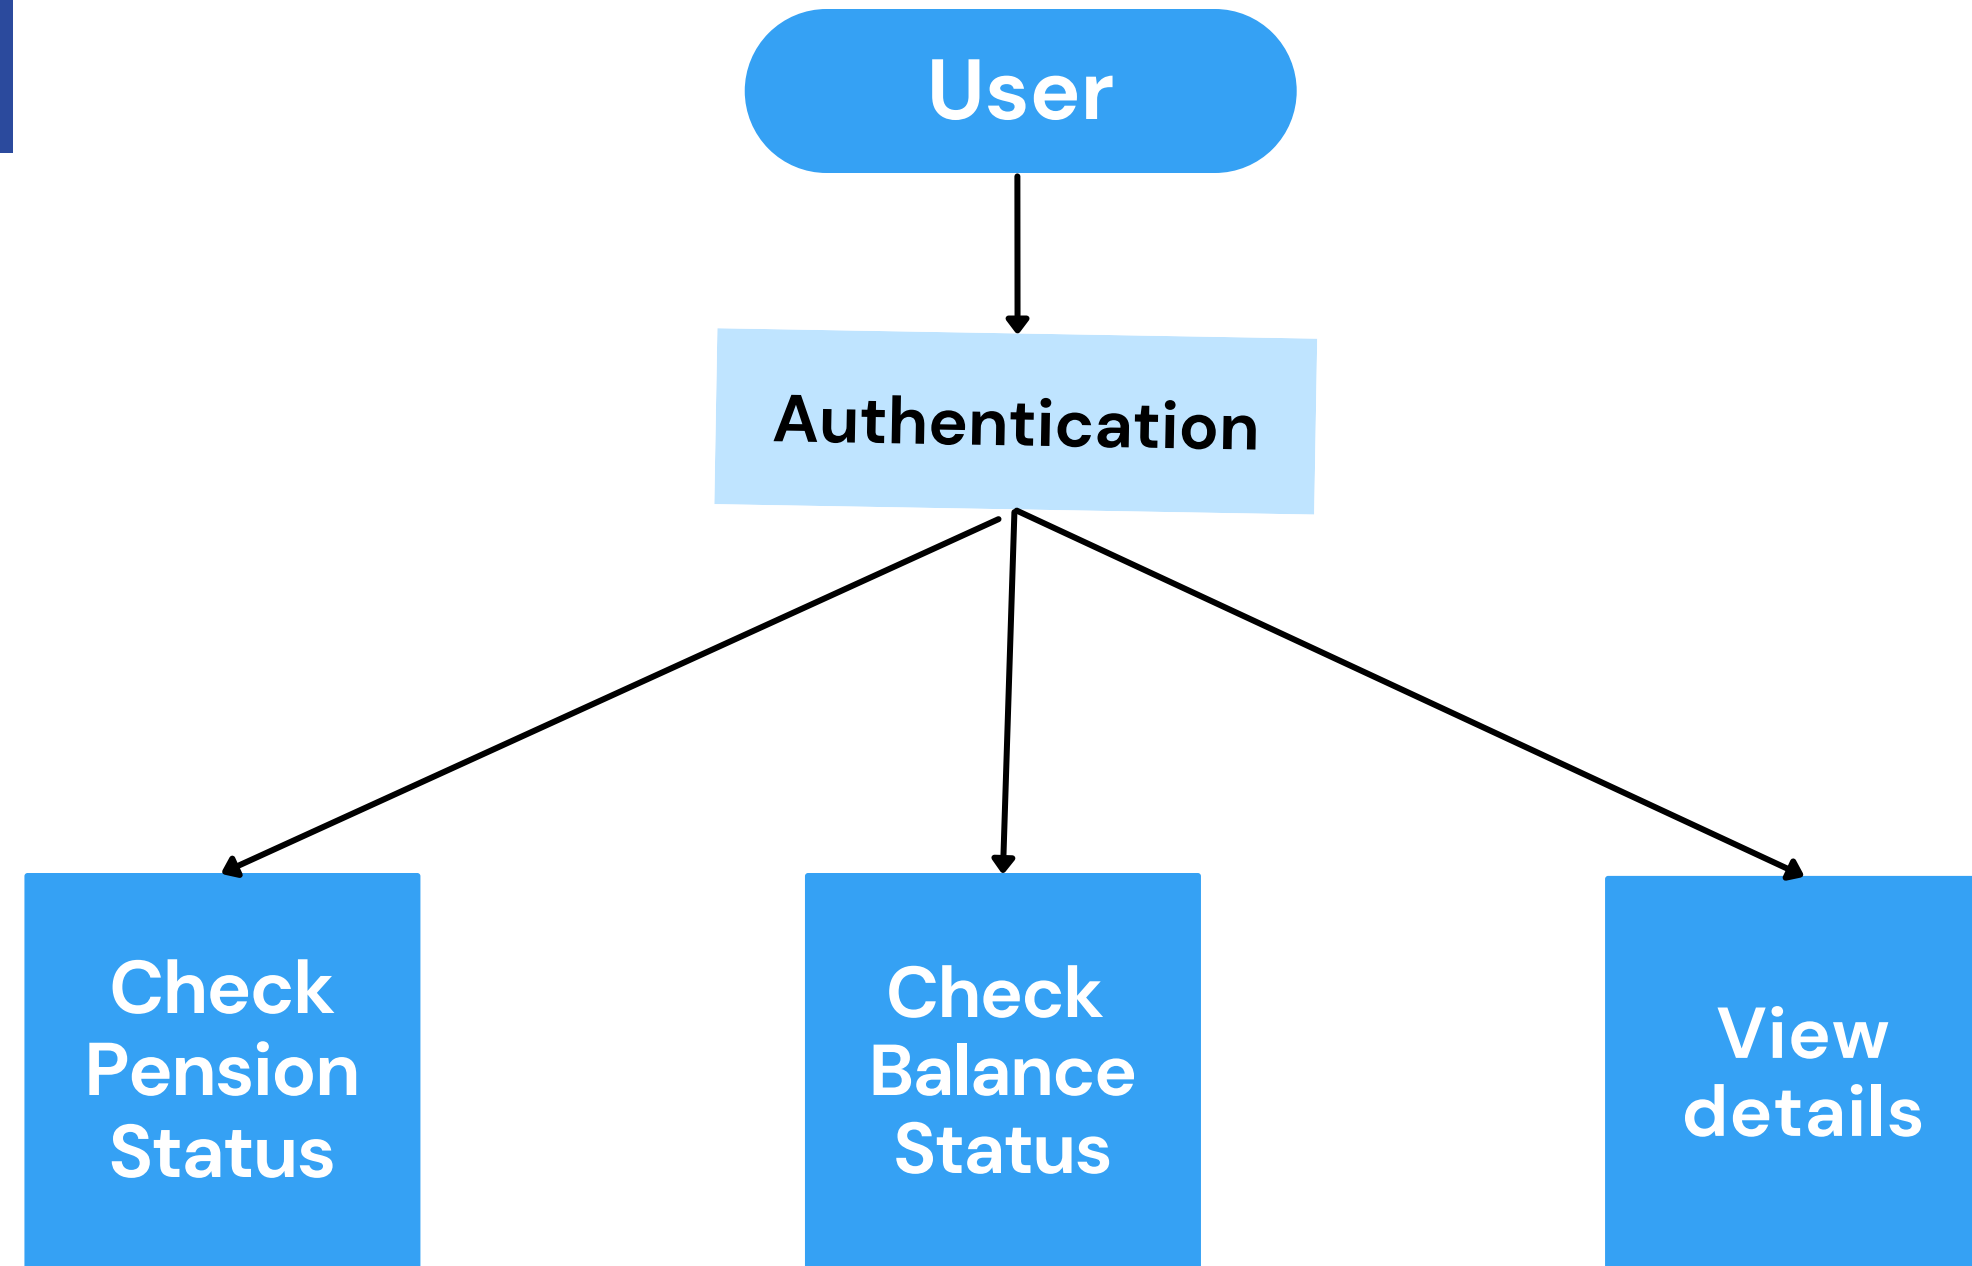 User
Authentication
Check
Pension
Status
Check
Balance
Status
View
details